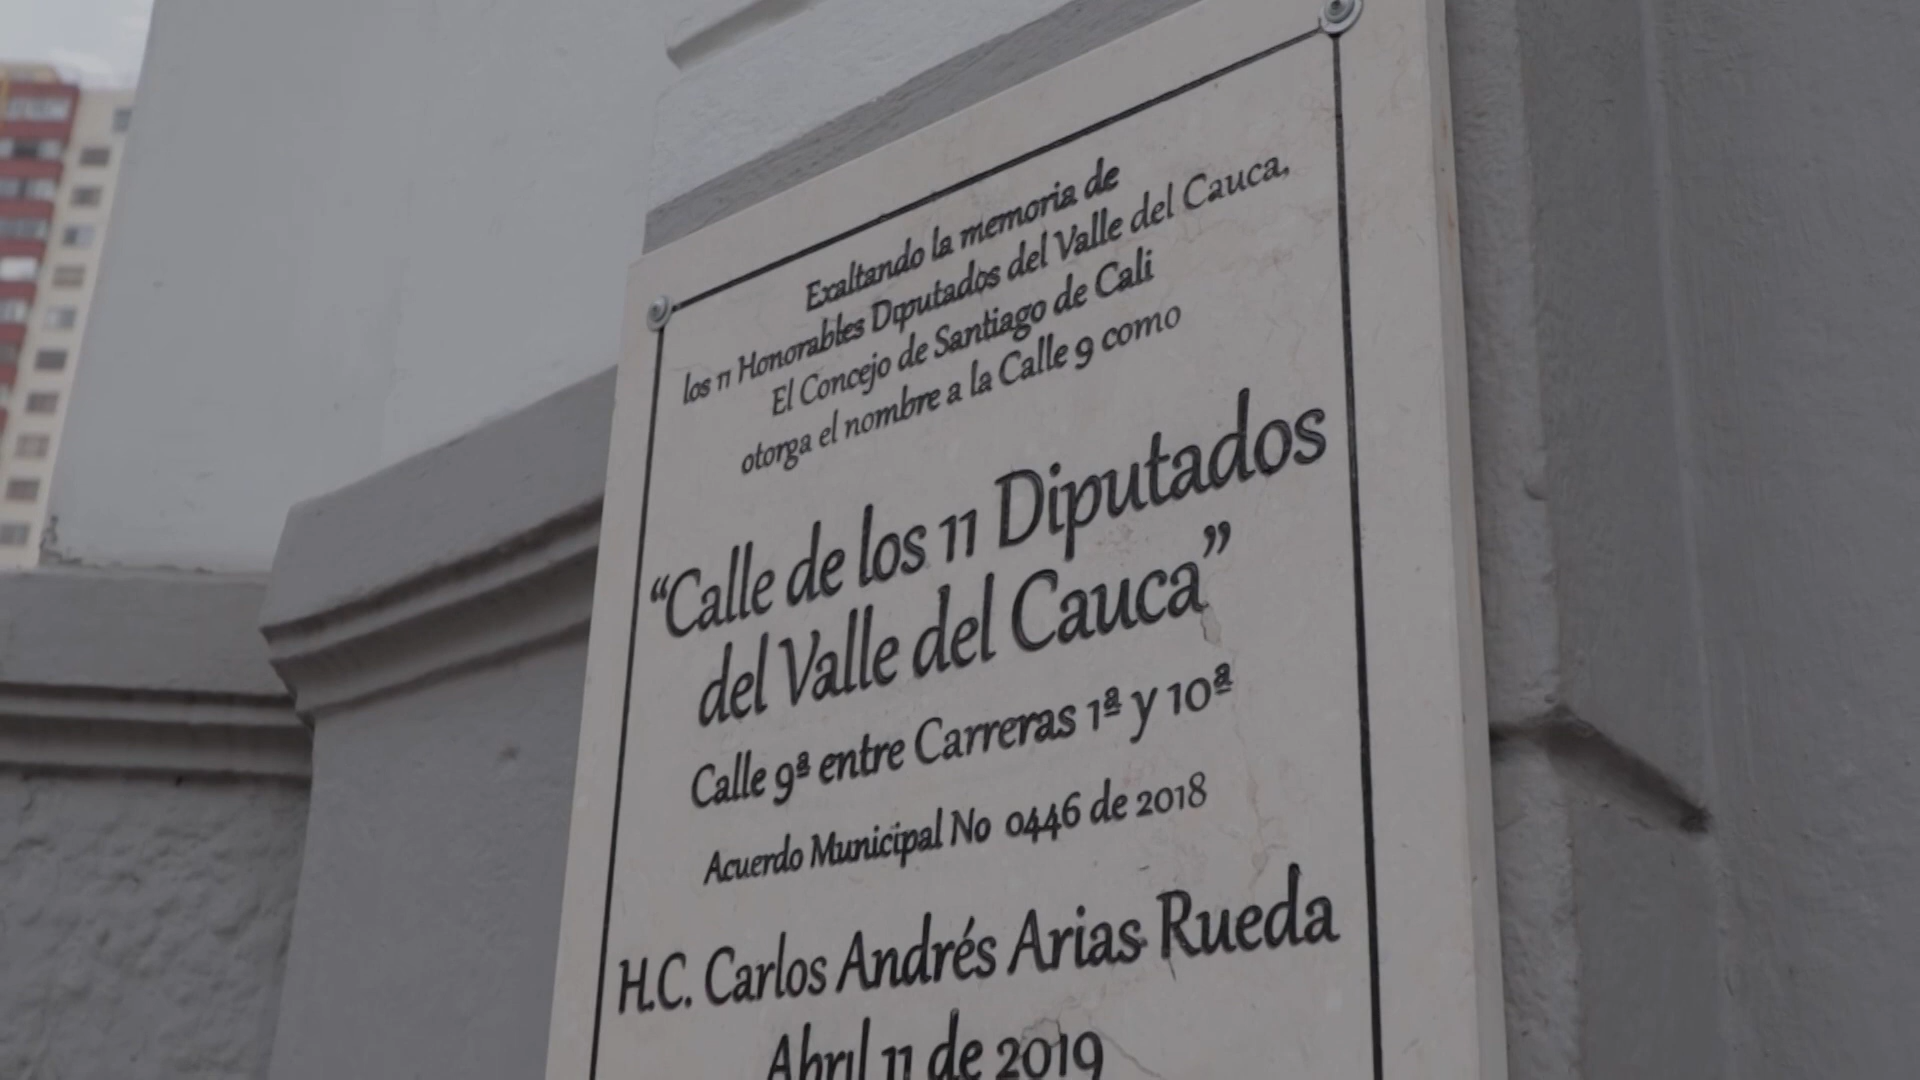 Exaltando la memoria de
los 11 Honorables Diputados del Valle del Cauca,
El Concejo de Santiago de Cali
otorga el nombre a la Calle 9 como
“Calle de los 11 Diputados
del Valle del Cauca”
Calle 9ª entre Carreras 1ª y 10ª
Acuerdo Municipal No 0446 de 2018
H.C. Carlos Andrés Arias Rueda
Abril 11 de 2019